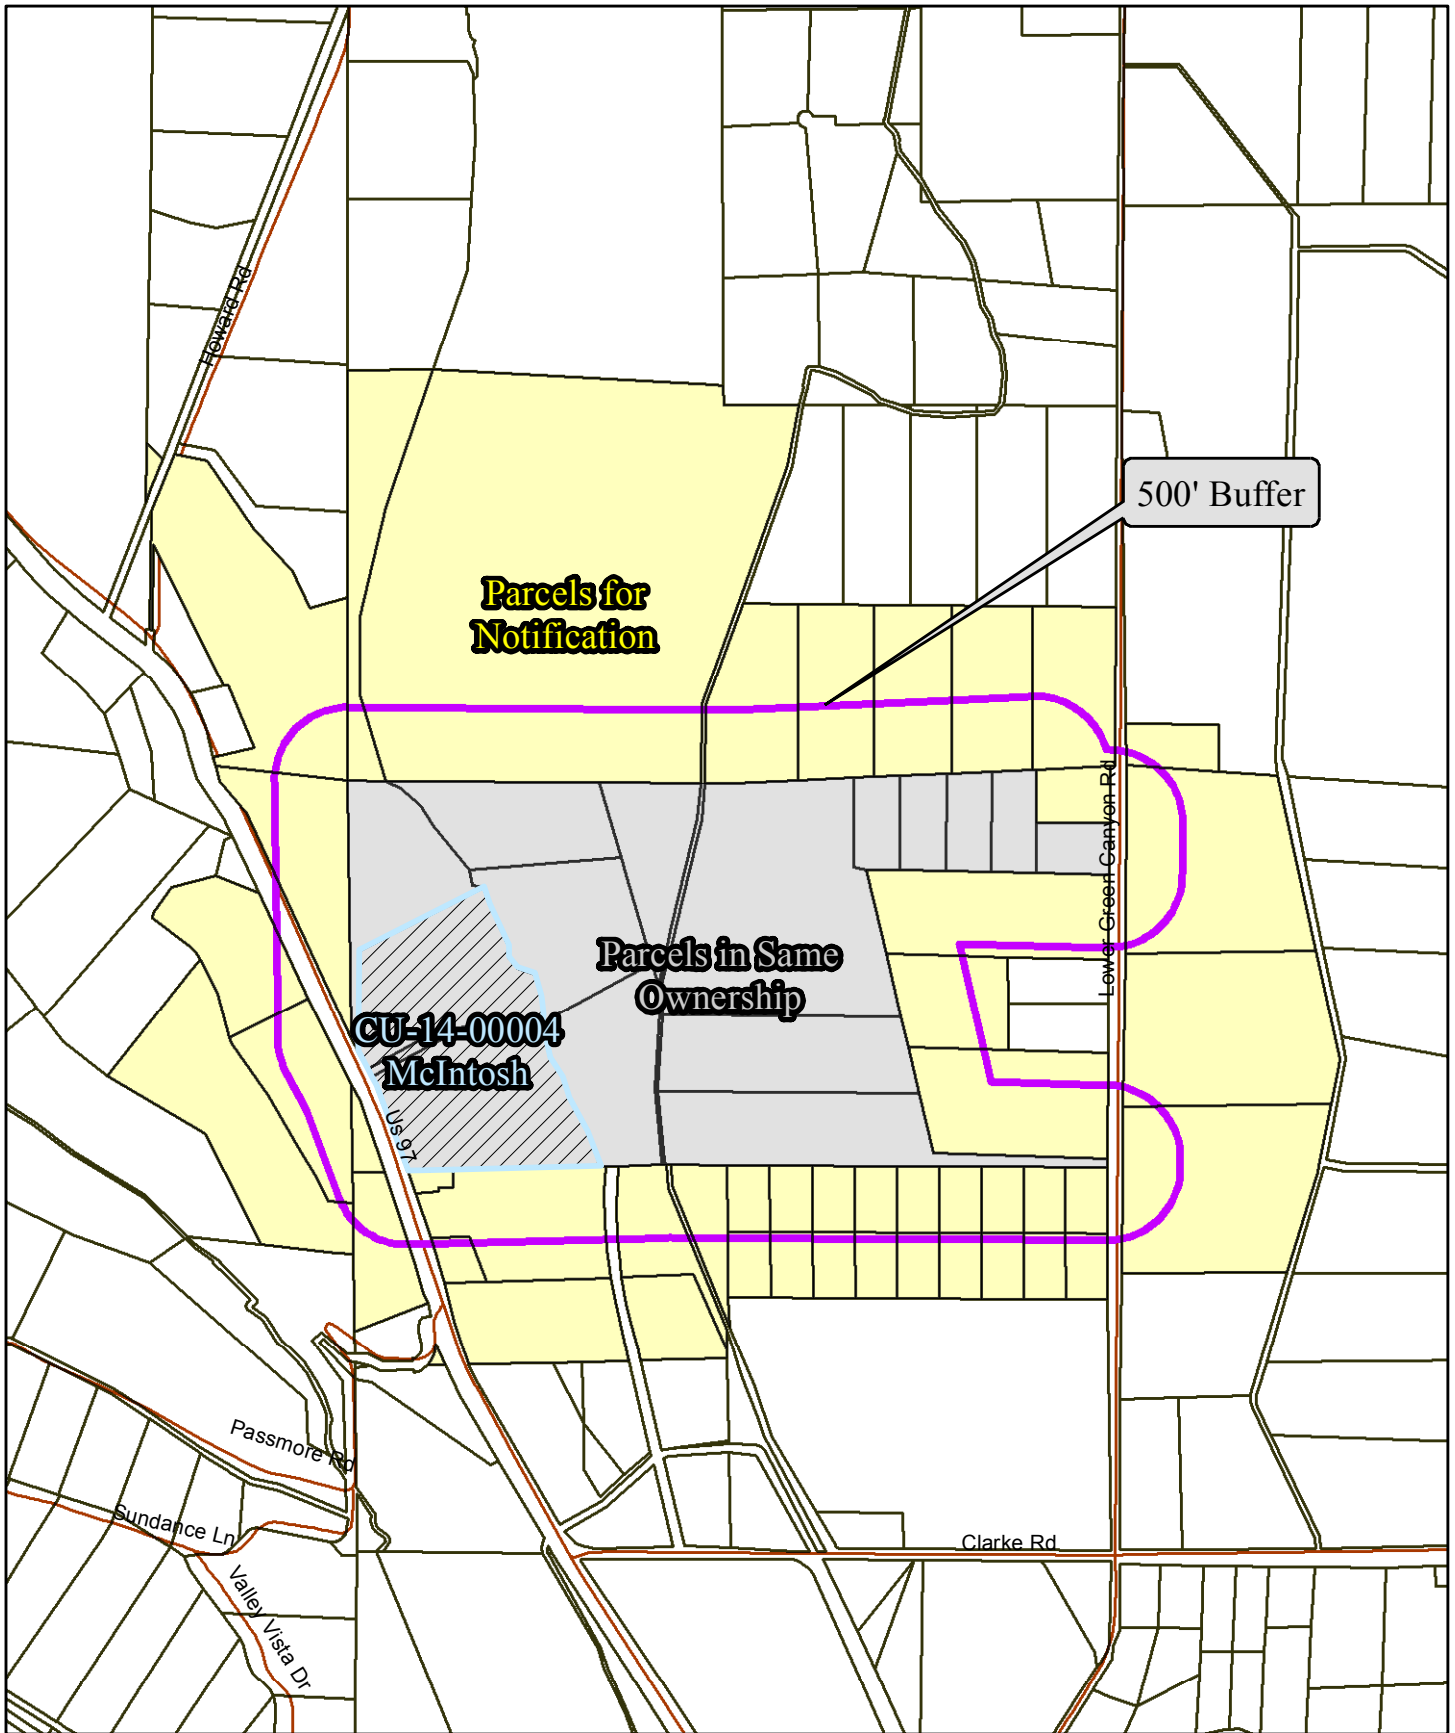 Howard Rd
500' Buffer
Parcels for
Notification
Lower Green Canyon Rd
Parcels in Same
Ownership
CU-14-00004
McIntosh
Us 97
Passmore Rd
Sundance Ln
Clarke Rd
Valley Vista Dr